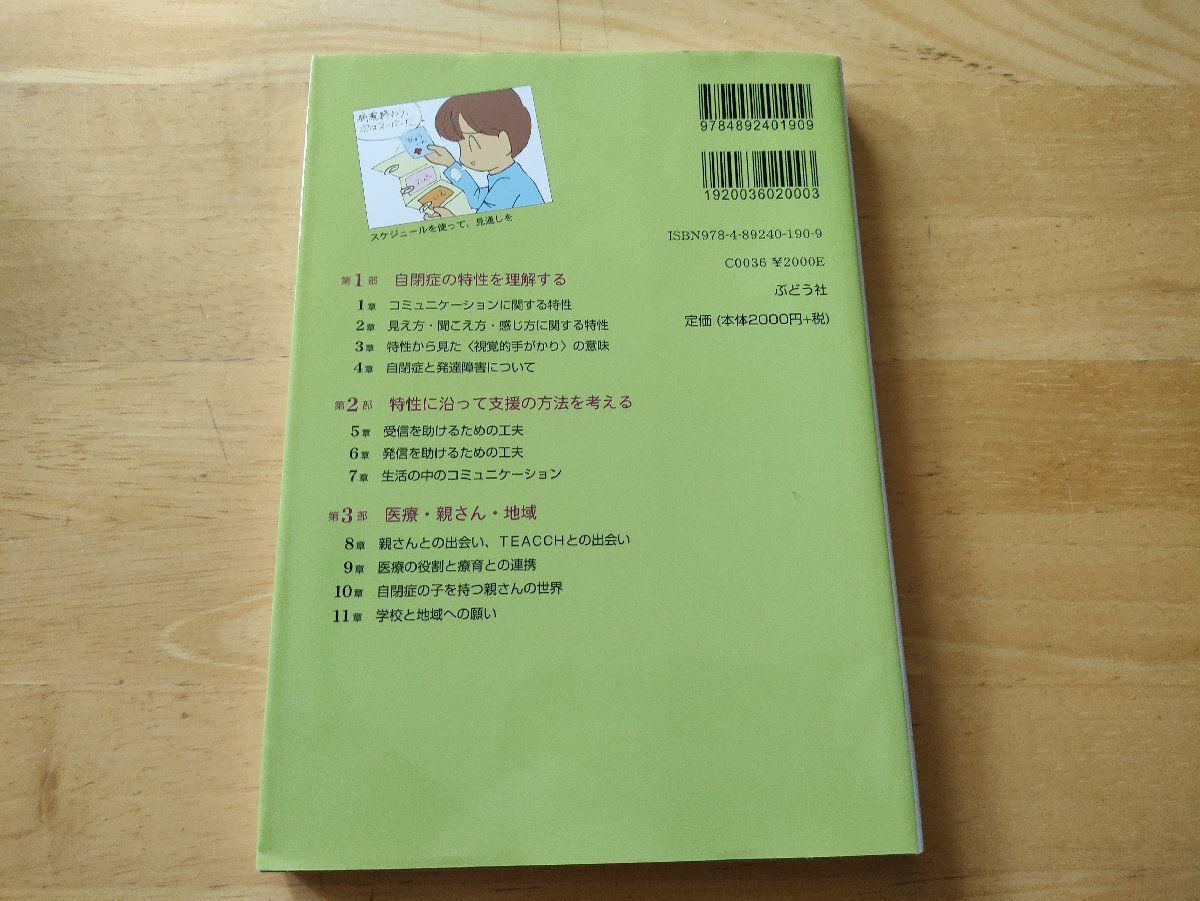 病院終わり、
次はスーパーだ
スケジュールを使って、見通しを
9784892401909
1920036020003
ISBN978-4-89240-190-9
C0036 ¥2000E
ぶどう社
定価(本体2000円+税)
第1部 自閉症の特性を理解する
1章 コミュニケーションに関する特性
2章 見え方・聞こえ方・感じ方に関する特性
3章 特性から見た〈視覚的手がかり〉の意味
4章 自閉症と発達障害について
第2部 特性に沿って支援の方法を考える
5章 受信を助けるための工夫
6章 発信を助けるための工夫
7章 生活の中のコミュニケーション
第3部 医療・親さん・地域
8章 親さんとの出会い、TEACCHとの出会い
9章 医療の役割と療育との連携
10章 自閉症の子を持つ親さんの世界
11章 学校と地域への願い